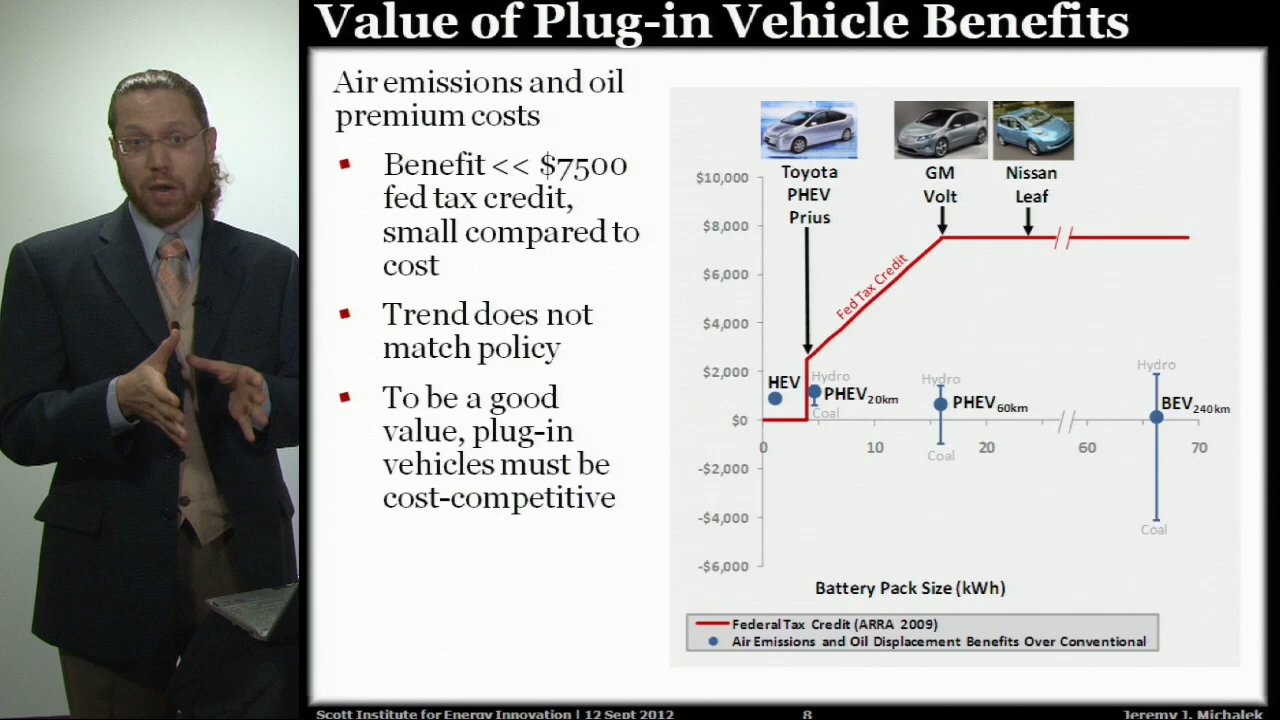 Value of Plug-in Vehicle Benefits
Air emissions and oil
premium costs
Benefit << $7500
fed tax credit,
small compared to
cost
Trend does not
match policy
To be a good
value, plug-in
vehicles must be
cost-competitive
Toyota
PHEV
Prius
GM
Volt
Nissan
Leaf
$10,000
$8,000
$6,000
$4,000
$2,000
$0
-$2,000
-$4,000
-$6,000
Fed Tax Credit
HEV
Hydro
PHEV20km
Coal
Hydro
PHEV60km
Coal
Hydro
BEV240km
Coal
0 10 20 60 70
Battery Pack Size (kWh)
Federal Tax Credit (ARRA 2009)
Air Emissions and Oil Displacement Benefits Over Conventional
Scott Institute for Energy Innovation | 12 Sept 2012 8 Jeremy J. Michalek